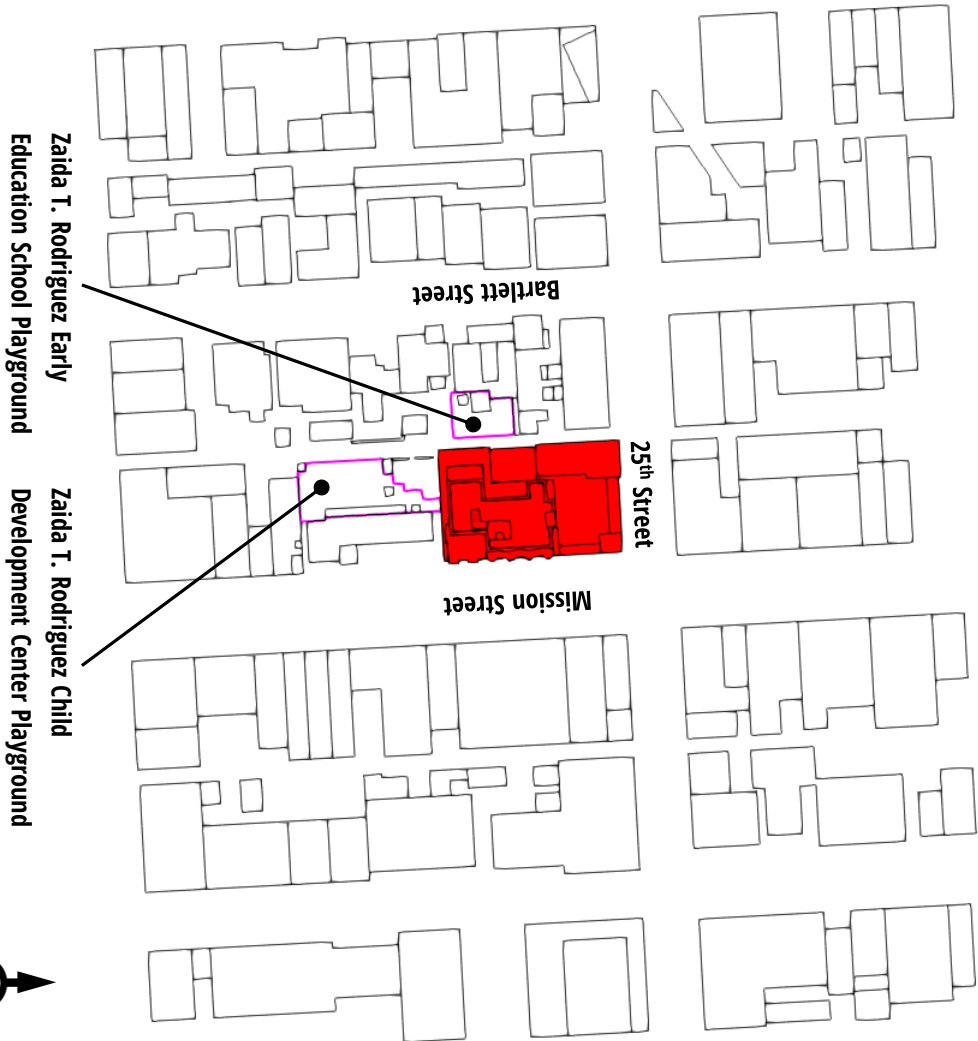 Zaida T. Rodriguez Early
Education School Playground
Zaida T. Rodriguez Child
Development Center Playground
Bartlett Street
25th Street
Mission Street